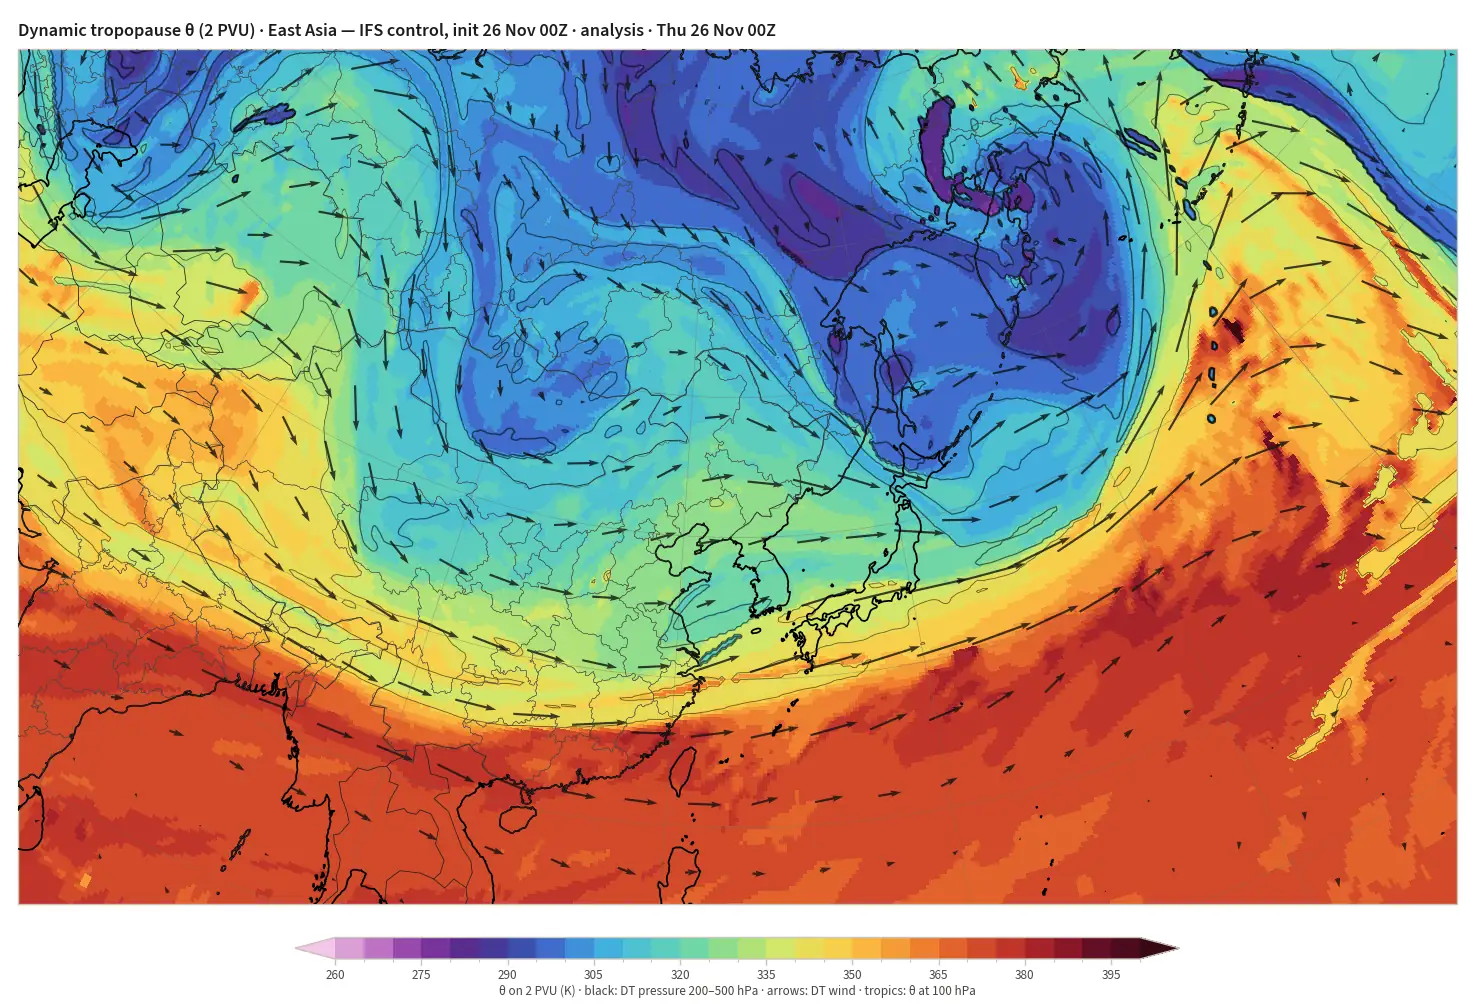 Dynamic tropopause θ (2 PVU) · East Asia — IFS control, init 26 Nov 00Z · analysis · Thu 26 Nov 00Z
260 275 290 305 320 335 350 365 380 395
θ on 2 PVU (K) · black: DT pressure 200–500 hPa · arrows: DT wind · tropics: θ at 100 hPa